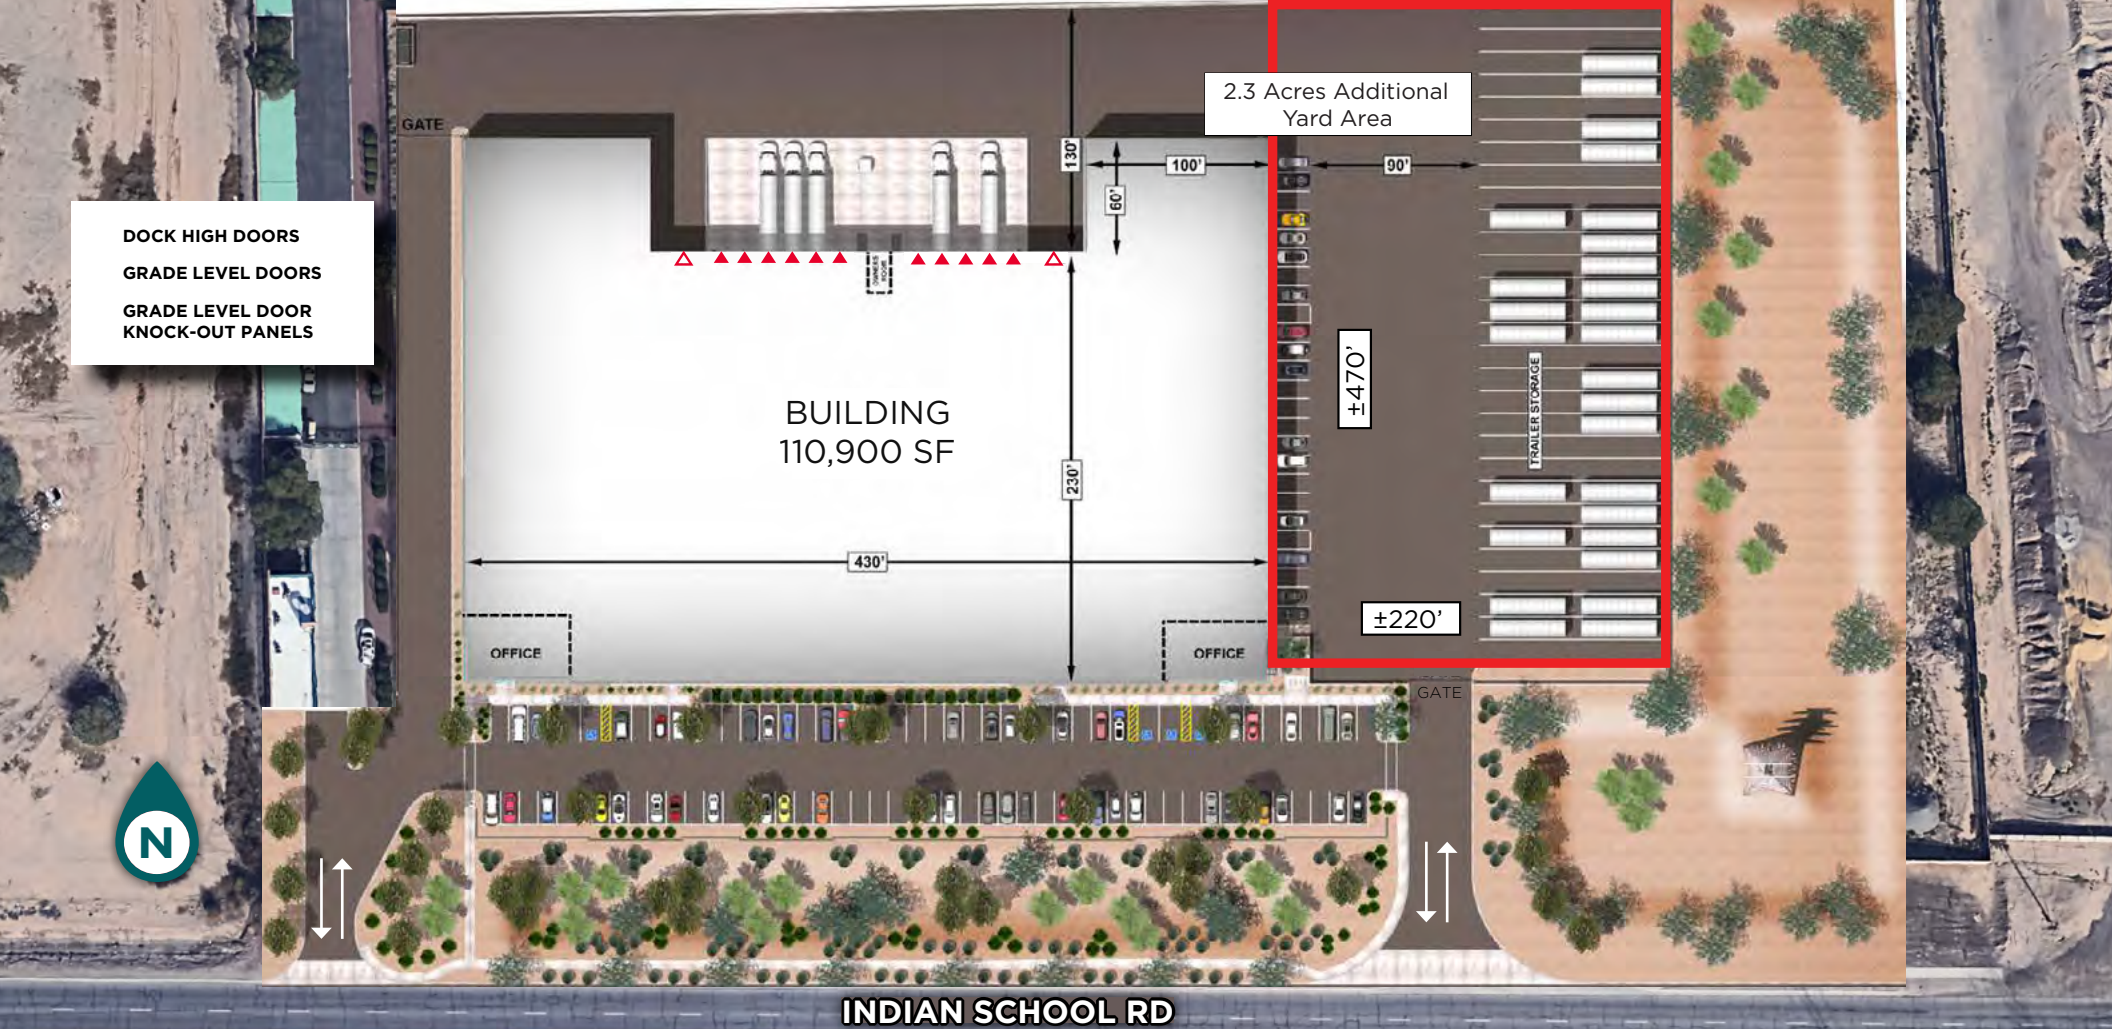 2.3 Acres Additional
Yard Area
GATE
130'
100'
90'
60'
DOCK HIGH DOORS
GRADE LEVEL DOORS
GRADE LEVEL DOOR
KNOCK-OUT PANELS
OWNERS
ROOM
±470'
TRAILER STORAGE
BUILDING
110,900 SF
230'
430'
±220'
OFFICE
OFFICE
GATE
N
INDIAN SCHOOL RD